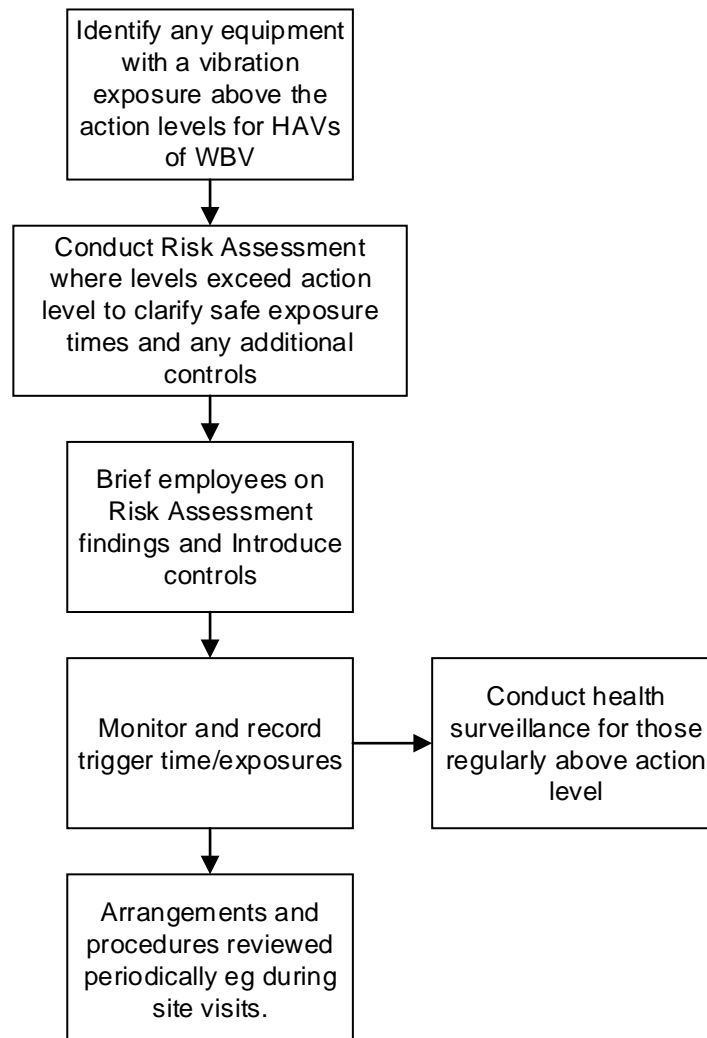 Identify any equipment
with a vibration
exposure above the
action levels for HAVs
of WBV
Conduct Risk Assessment
where levels exceed action
level to clarify safe exposure
times and any additional
controls
Brief employees on
Risk Assessment
findings and Introduce
controls
Monitor and record
trigger time/exposures
Conduct health
surveillance for those
regularly above action
level
Arrangements and
procedures reviewed
periodically eg during
site visits.